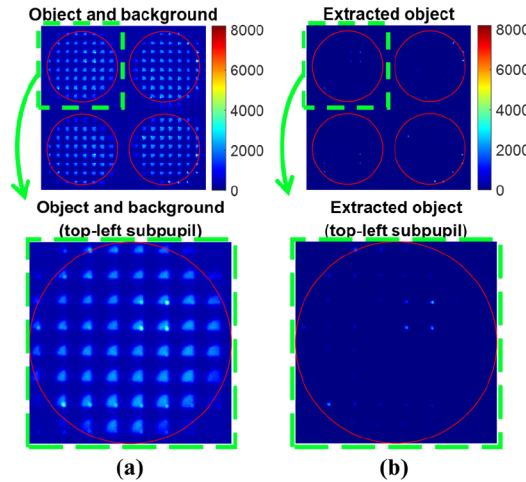 Object and background
8000
6000
4000
2000
0
Extracted object
8000
6000
4000
2000
0
Object and background
(top-left subpupil)
Extracted object
(top-left subpupil)
(a)
(b)